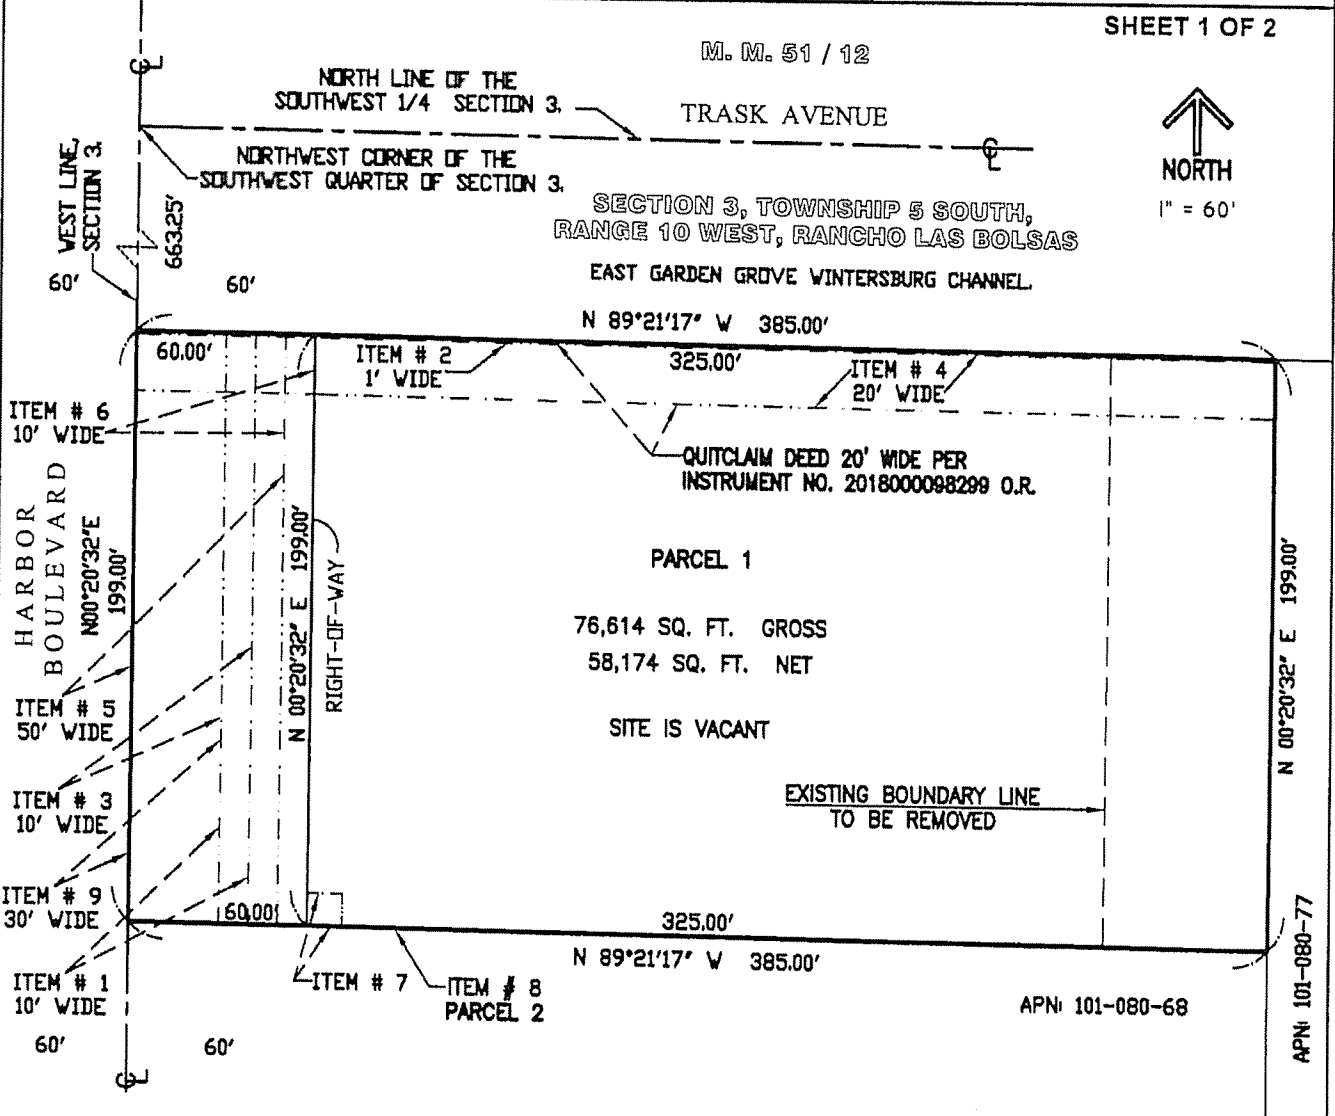 SHEET 1 OF 2
M. M. 51 / 12
NORTH LINE OF THE
SOUTHWEST 1/4 SECTION 3.
TRASK AVENUE
NORTHWEST CORNER OF THE
SOUTHWEST QUARTER OF SECTION 3.
NORTH
1" = 60'
WEST LINE,
SECTION 3.
663.25'
SECTION 3, TOWNSHIP 5 SOUTH,
RANGE 10 WEST, RANCHO LAS BOLSAS
60'
60'
EAST GARDEN GROVE WINTERSBURG CHANNEL.
N 89°21'17" W 385.00'
60.00'
ITEM # 2
1' WIDE
325.00'
ITEM # 4
20' WIDE
ITEM # 6
10' WIDE
QUITCLAIM DEED 20' WIDE PER
INSTRUMENT NO. 2018000098299 O.R.
HARBOR
BOULEVARD
N00°20'32"E
199.00'
N 00°20'32" E 199.00'
RIGHT-OF-WAY
PARCEL 1
76,614 SQ. FT. GROSS
58,174 SQ. FT. NET
SITE IS VACANT
N 00°20'32" E 199.00'
ITEM # 5
50' WIDE
ITEM # 3
10' WIDE
EXISTING BOUNDARY LINE
TO BE REMOVED
ITEM # 9
30' WIDE
60.00'
325.00'
N 89°21'17" W 385.00'
ITEM # 1
10' WIDE
ITEM # 7
ITEM # 8
PARCEL 2
APN: 101-080-68
APN: 101-080-77
60'
60'